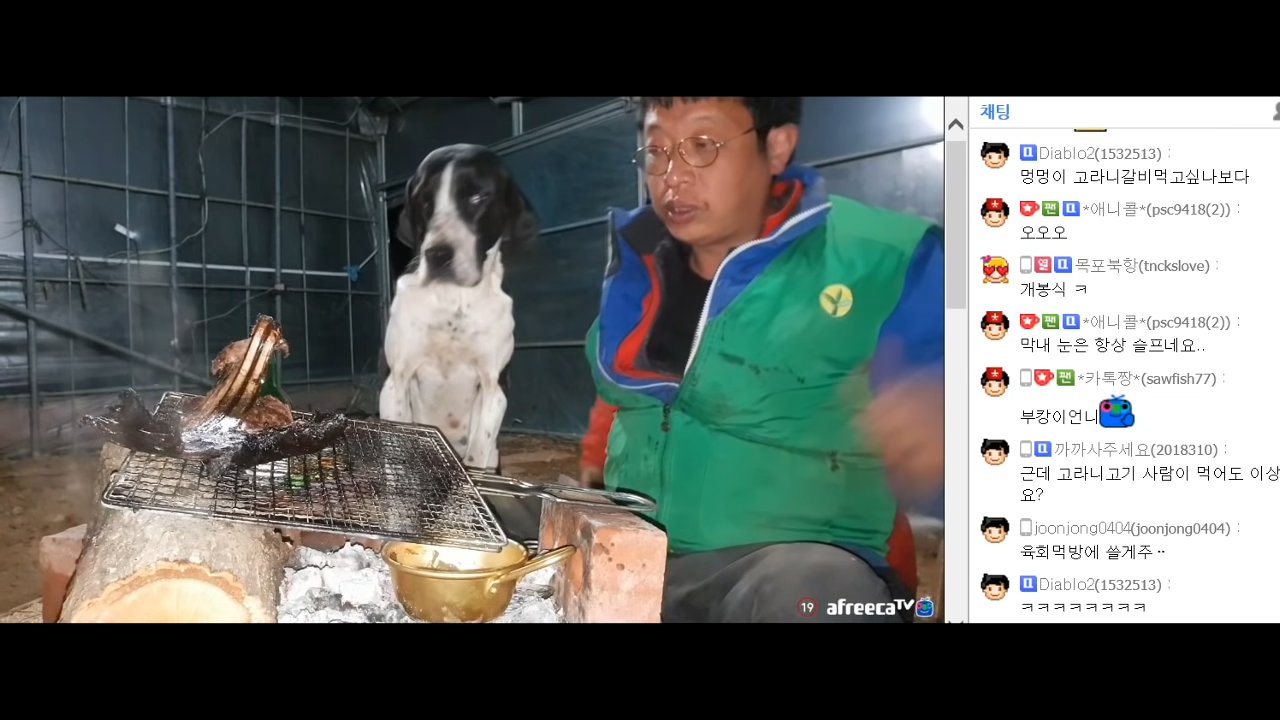 채팅
Diablo2(1532513) :
멍멍이 고라니갈비먹고싶나보다
팬 *애니콜*(psc9418(2)) :
오오오
열 목포북항(tnckslove) :
개봉식 ㅋ
팬 *애니콜*(psc9418(2)) :
막내 눈은 항상 슬프네요..
팬 *카톡짱*(sawfish77) :
부캉이언니
까까사주세요(2018310) :
근데 고라니고기 사람이 먹어도 이상
요?
joonjong0404(joonjong0404) :
육회먹방에 쓸게주 ..
Diablo2(1532513) :
ㅋㅋㅋㅋㅋㅋㅋㅋ
19 afreecaTV